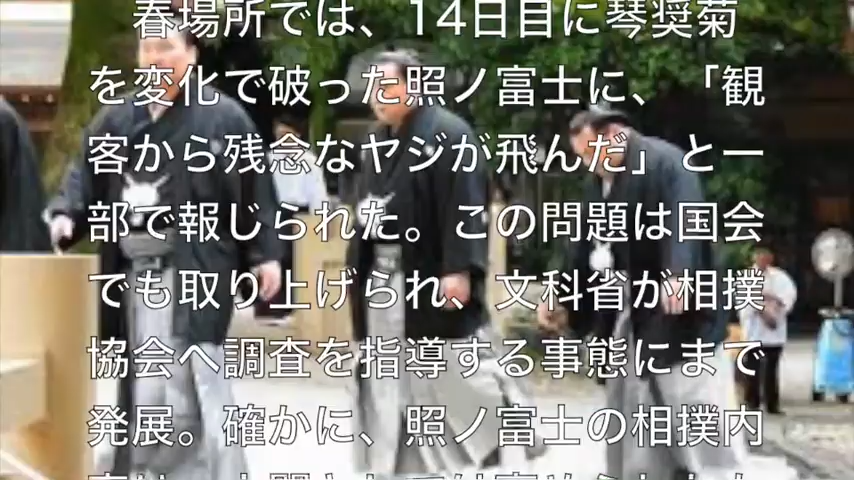 春場所では、14日目に琴奨菊
を変化で破った照ノ富士に、「観
客から残念なヤジが飛んだ」と一
部で報じられた。この問題は国会
でも取り上げられ、文科省が相撲
協会へ調査を指導する事態にまで
発展。確かに、照ノ富士の相撲内